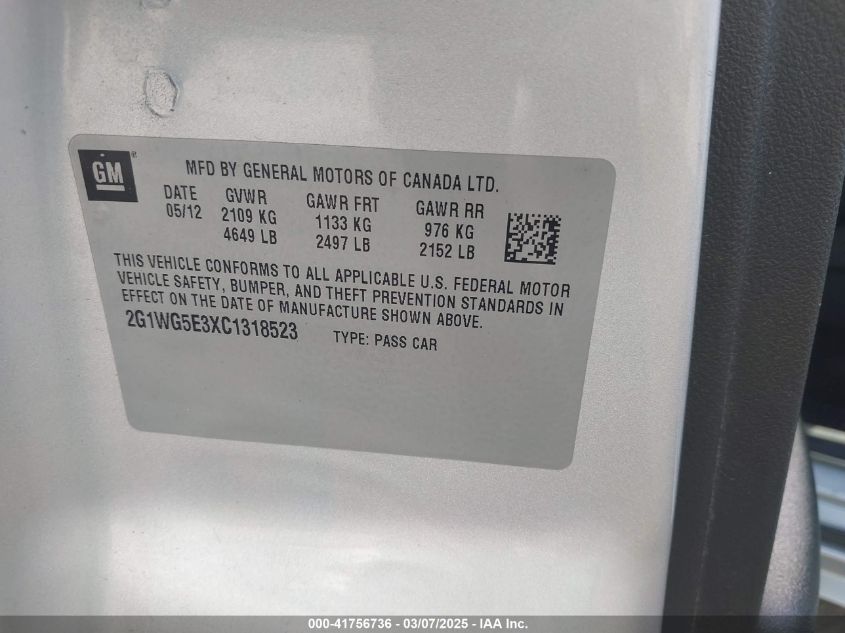 GM
MFD BY GENERAL MOTORS OF CANADA LTD.
DATE GVWR GAWR FRT GAWR RR
05/12 2109 KG 1133 KG 976 KG
4649 LB 2497 LB 2152 LB
THIS VEHICLE CONFORMS TO ALL APPLICABLE U.S. FEDERAL MOTOR
VEHICLE SAFETY, BUMPER, AND THEFT PREVENTION STANDARDS IN
EFFECT ON THE DATE OF MANUFACTURE SHOWN ABOVE.
2G1WG5E3XC1318523 TYPE: PASS CAR
000-41756736 - 03/07/2025 - IAA Inc.